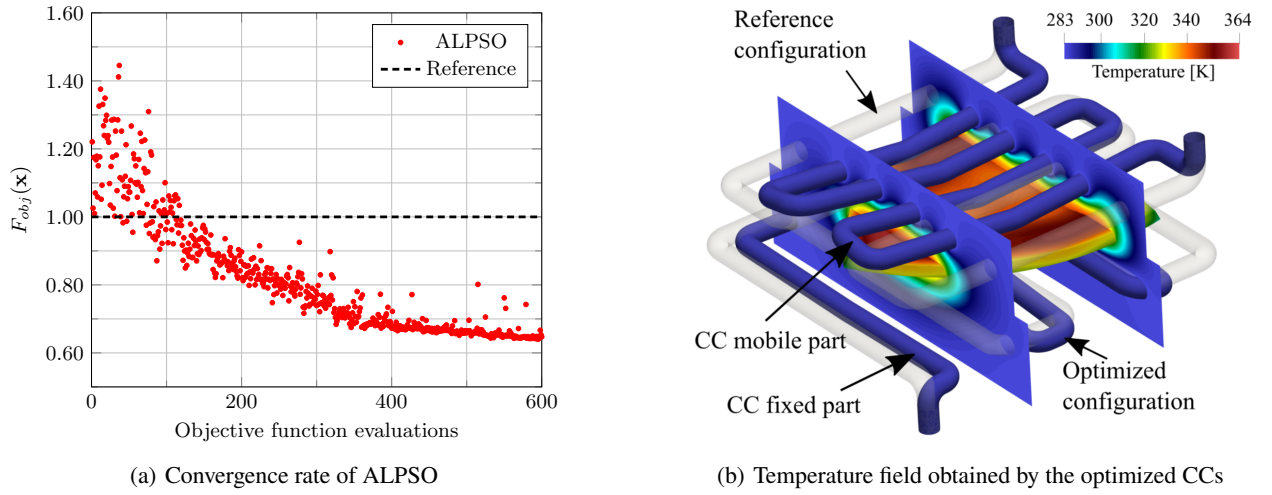 1.60
1.40
1.20
1.00
0.80
0.60
F_obj(x)
0
200
400
600
Objective function evaluations
ALPSO
Reference
(a) Convergence rate of ALPSO
Reference
configuration
283 300 320 340 364
Temperature [K]
CC mobile part
CC fixed part
Optimized
configuration
(b) Temperature field obtained by the optimized CCs